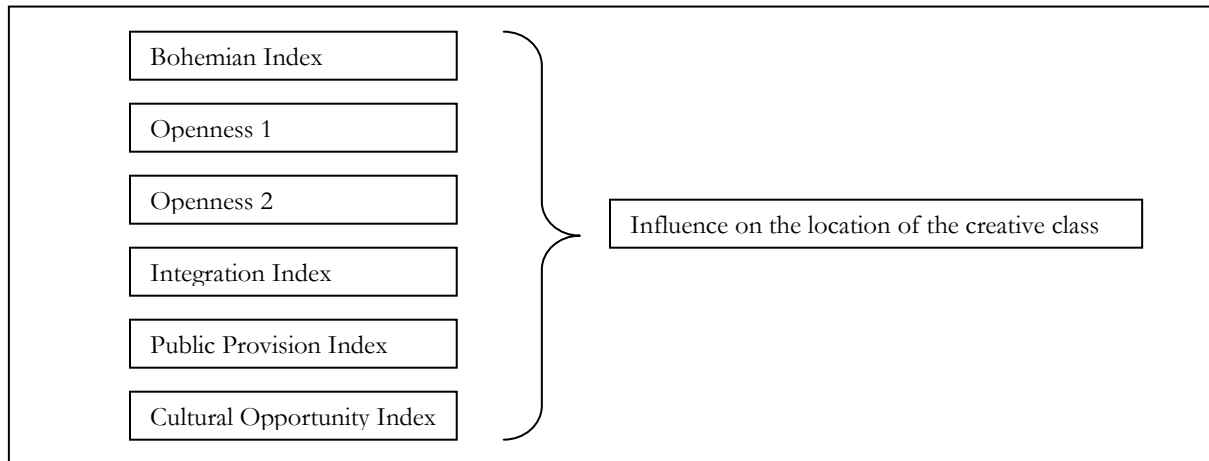 Bohemian Index
Openness 1
Openness 2
Integration Index
Public Provision Index
Cultural Opportunity Index
Influence on the location of the creative class